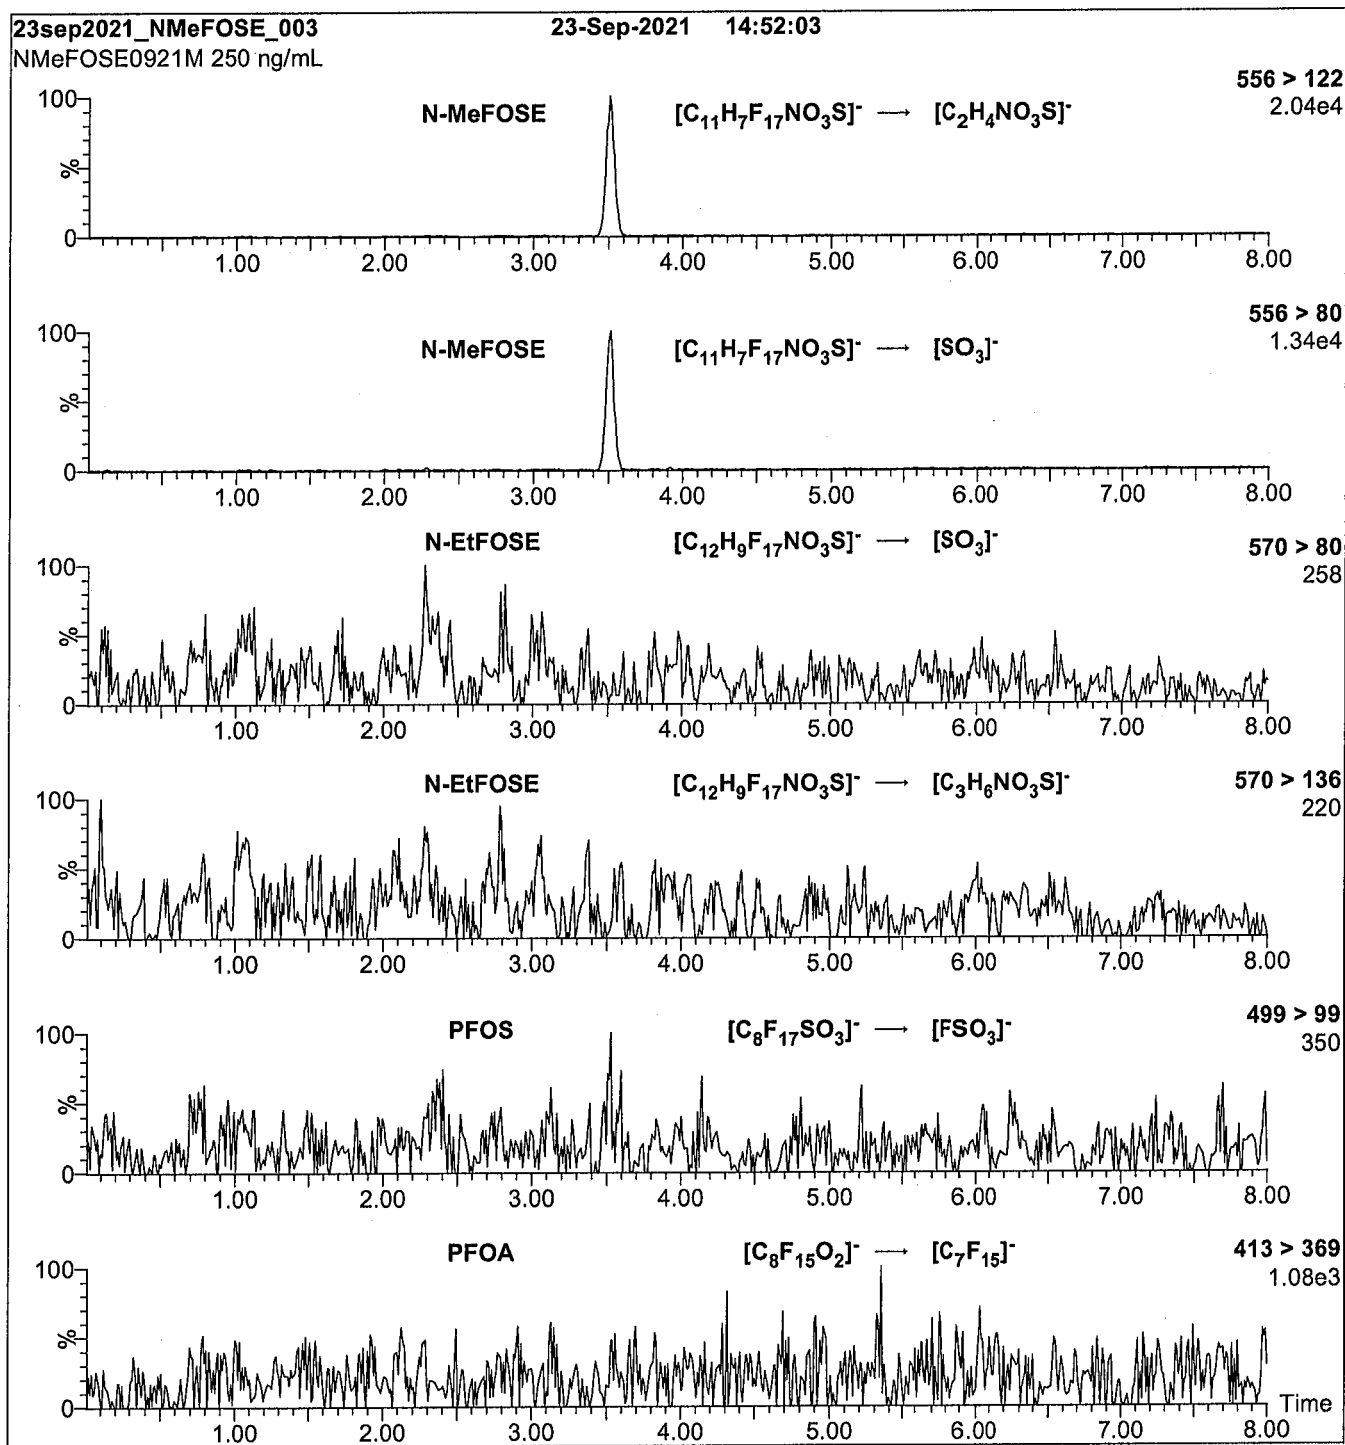 23sep2021_NMeFOSE_003 23-Sep-2021 14:52:03
NMeFOSE0921M 250 ng/mL
556 > 122
2.04e4
N-MeFOSE [C₁₁H₇F₁₇NO₃S]⁻ → [C₂H₄NO₃S]⁻
100
%
0
1.00 2.00 3.00 4.00 5.00 6.00 7.00 8.00
556 > 80
1.34e4
N-MeFOSE [C₁₁H₇F₁₇NO₃S]⁻ → [SO₃]⁻
100
%
0
1.00 2.00 3.00 4.00 5.00 6.00 7.00 8.00
N-EtFOSE [C₁₂H₉F₁₇NO₃S]⁻ → [SO₃]⁻
570 > 80
258
100
%
0
1.00 2.00 3.00 4.00 5.00 6.00 7.00 8.00
N-EtFOSE [C₁₂H₉F₁₇NO₃S]⁻ → [C₃H₆NO₃S]⁻
570 > 136
220
100
%
0
1.00 2.00 3.00 4.00 5.00 6.00 7.00 8.00
PFOS [C₈F₁₇SO₃]⁻ → [FSO₃]⁻
499 > 99
350
100
%
0
1.00 2.00 3.00 4.00 5.00 6.00 7.00 8.00
PFOA [C₈F₁₅O₂]⁻ → [C₇F₁₅]⁻
413 > 369
1.08e3
100
%
0
Time
1.00 2.00 3.00 4.00 5.00 6.00 7.00 8.00